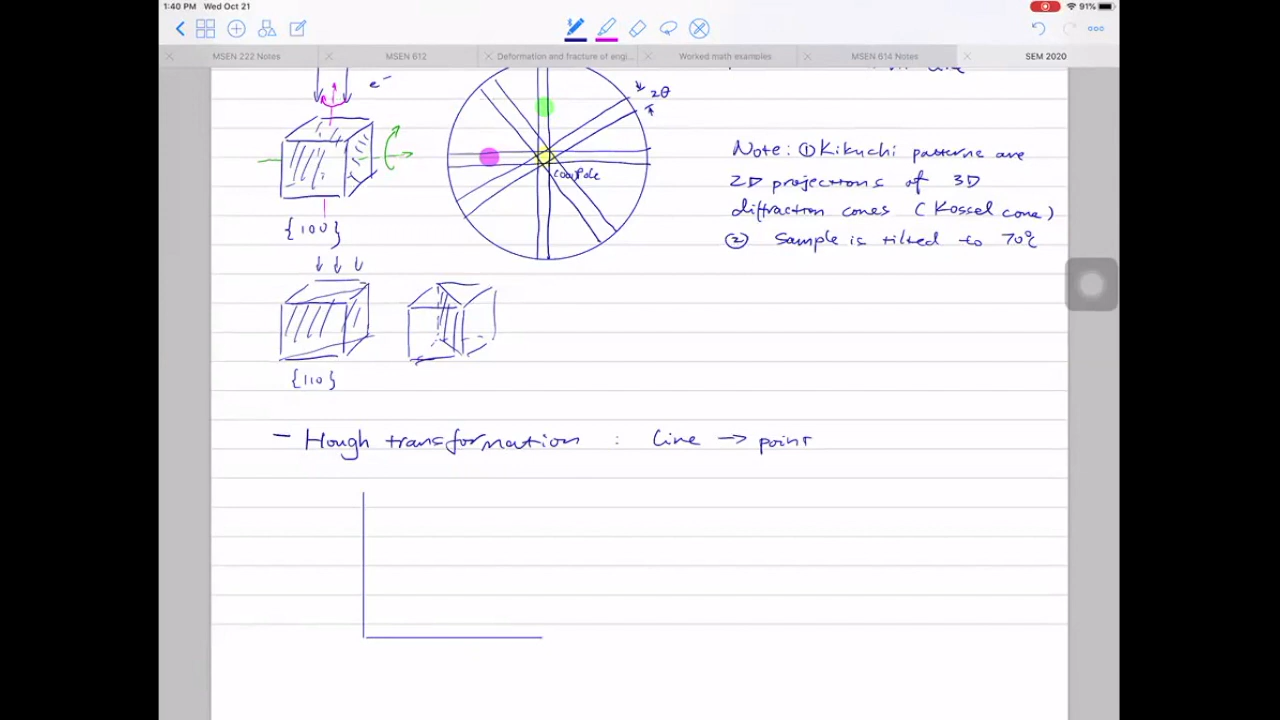 1:40 PM Wed Oct 21
91%
MSEN 222 Notes
MSEN 612
Deformation and fracture of engi...
Worked math examples
MSEN 614 Notes
SEM 2020
e-
2θ
Note: ① Kikuchi patterns are
2D projections of 3D
diffraction cones (Kossel cone)
② Sample is tilted to 70°
{100}
{110}
- Hough transformation : line → point